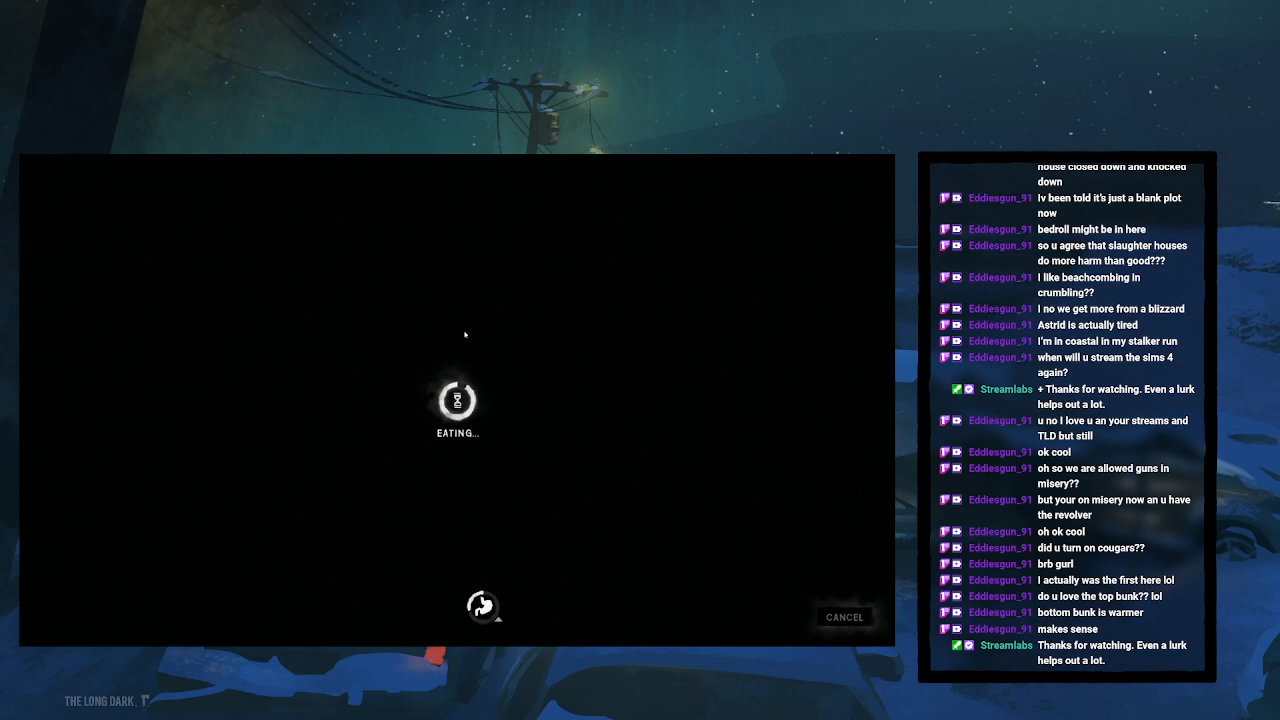 house closed down and knocked
down
Eddiesgun_91 Iv been told it's just a blank plot
now
Eddiesgun_91 bedroll might be in here
Eddiesgun_91 so u agree that slaughter houses
do more harm than good???
Eddiesgun_91 I like beachcombing in
crumbling??
Eddiesgun_91 I no we get more from a blizzard
Eddiesgun_91 Astrid is actually tired
Eddiesgun_91 I'm in coastal in my stalker run
Eddiesgun_91 when will u stream the sims 4
again?
Streamlabs + Thanks for watching. Even a lurk
helps out a lot.
Eddiesgun_91 u no I love u an your streams and
TLD but still
Eddiesgun_91 ok cool
Eddiesgun_91 oh so we are allowed guns in
misery??
Eddiesgun_91 but your on misery now an u have
the revolver
Eddiesgun_91 oh ok cool
Eddiesgun_91 did u turn on cougars??
Eddiesgun_91 brb gurl
Eddiesgun_91 I actually was the first here lol
Eddiesgun_91 do u love the top bunk?? lol
Eddiesgun_91 bottom bunk is warmer
Eddiesgun_91 makes sense
Streamlabs Thanks for watching. Even a lurk
helps out a lot.
EATING...
CANCEL
THE LONG DARK